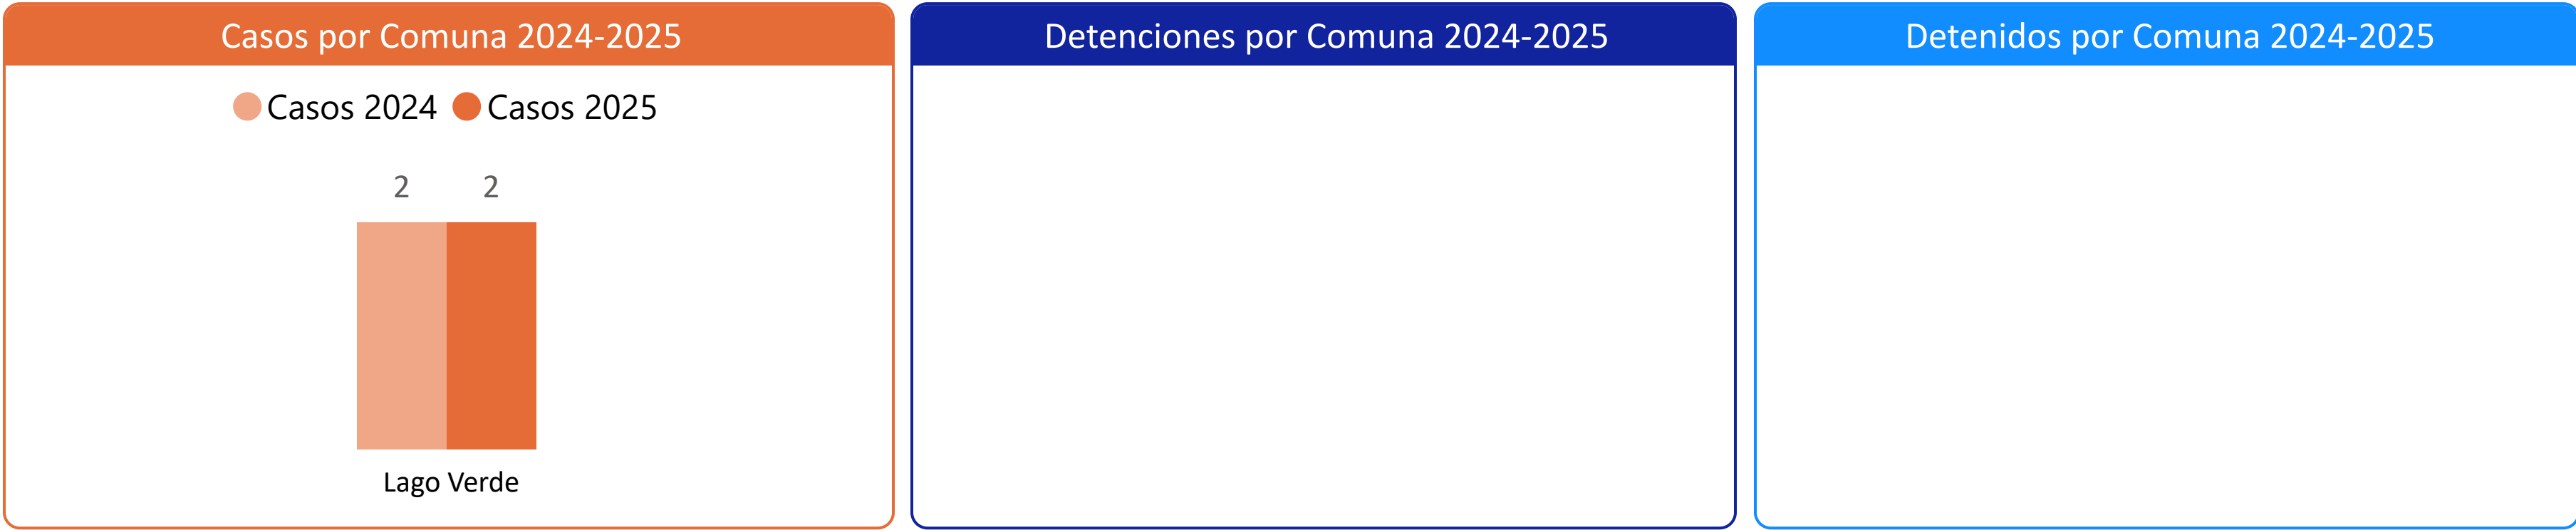 Casos por Comuna 2024-2025
Casos 2024 Casos 2025
2 2
Lago Verde
Detenciones por Comuna 2024-2025
Detenidos por Comuna 2024-2025